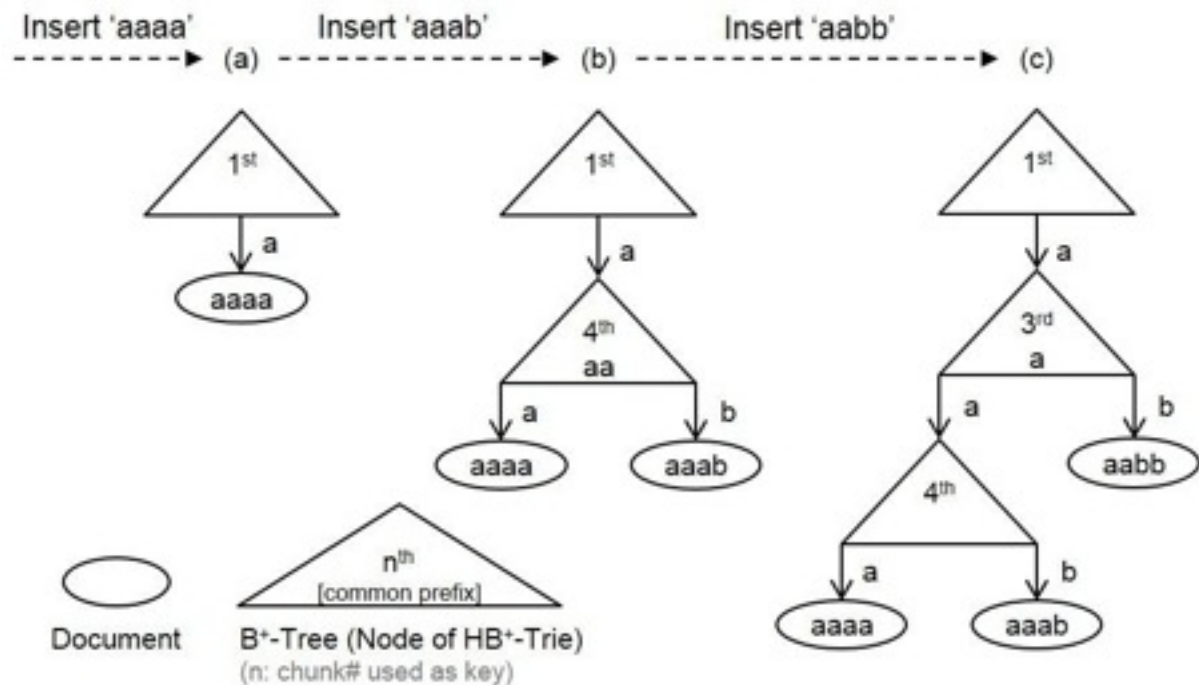 Insert ‘aaaa’ Insert ‘aaab’ Insert ‘aabb’
(a) (b) (c)
1st 1st 1st
a a a
aaaa 4th 3rd
aa a
a b a b
aaaa aaab aabb
4th
nth
[common prefix]
a b
aaaa aaab
Document B+-Tree (Node of HB+-Trie)
(n: chunk# used as key)